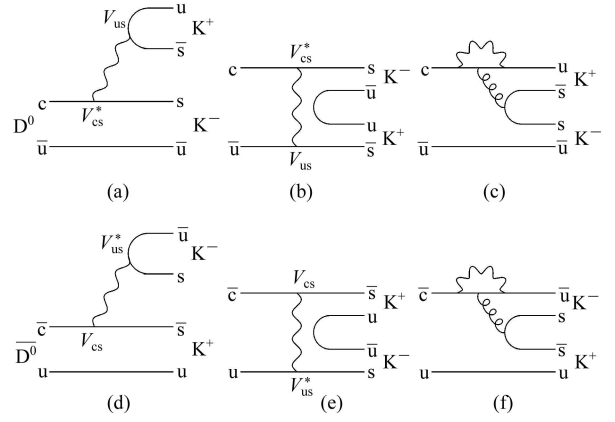 V_us u K⁺ s̅
c V*_cs s
D⁰ K⁻
u̅ u̅
(a)
V*_cs
c s K⁻
u̅
u K⁺
u̅ V_us s̅
(b)
c u K⁺
s̅
s K⁻
u̅ u̅
(c)
V*_us u̅ K⁻ s
c̅ V_cs s̅
D̅⁰ K⁺
u u
(d)
V_cs
c̅ s̅ K⁺
u
u̅ K⁻
u V*_us s
(e)
c̅ u̅ K⁻
s
s̅ K⁺
u u
(f)